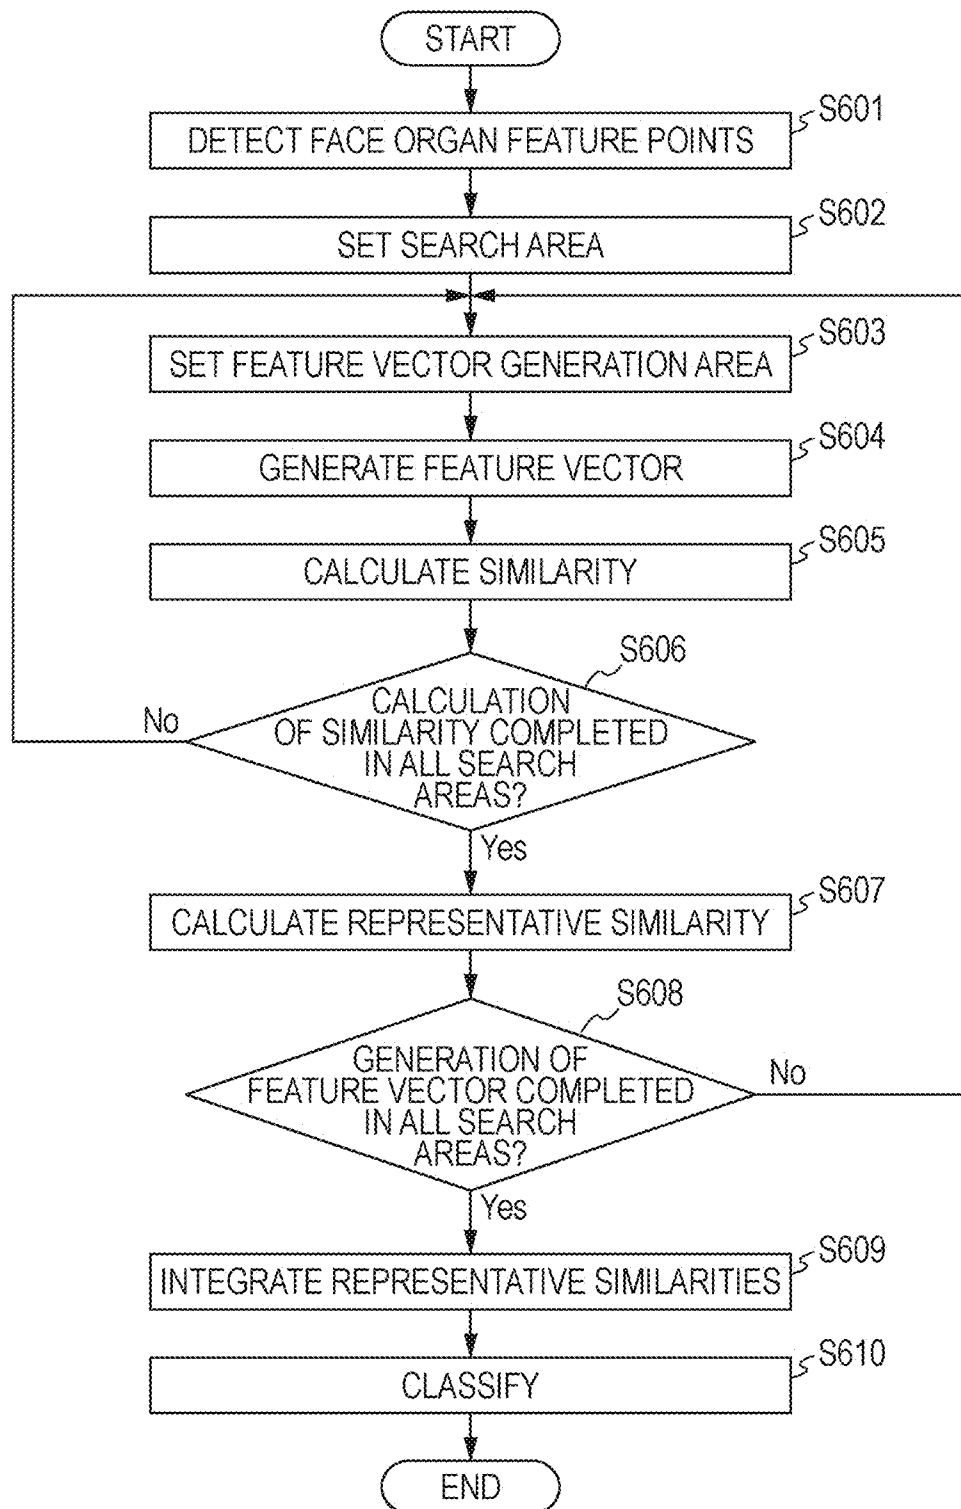 START
S601
DETECT FACE ORGAN FEATURE POINTS
S602
SET SEARCH AREA
S603
SET FEATURE VECTOR GENERATION AREA
S604
GENERATE FEATURE VECTOR
S605
CALCULATE SIMILARITY
S606
CALCULATION
OF SIMILARITY COMPLETED
IN ALL SEARCH
AREAS?
No
Yes
S607
CALCULATE REPRESENTATIVE SIMILARITY
S608
GENERATION OF
FEATURE VECTOR COMPLETED
IN ALL SEARCH
AREAS?
No
Yes
S609
INTEGRATE REPRESENTATIVE SIMILARITIES
S610
CLASSIFY
END